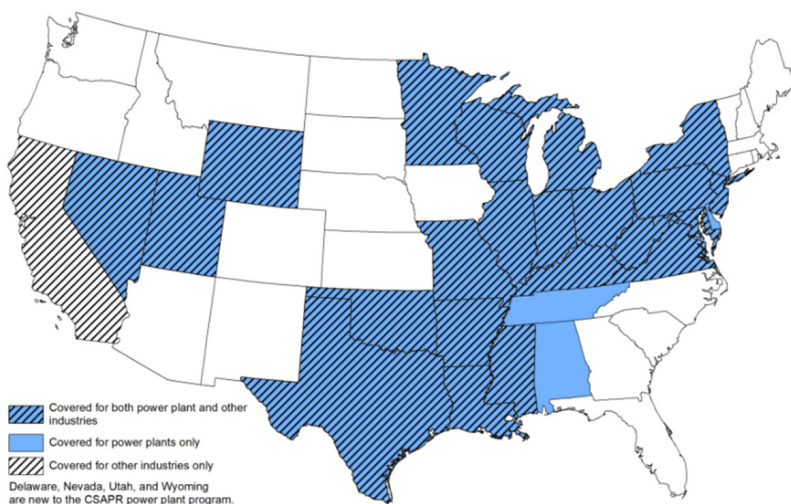 Covered for both power plant and other
industries
Covered for power plants only
Covered for other industries only
Delaware, Nevada, Utah, and Wyoming
are new to the CSAPR power plant program.